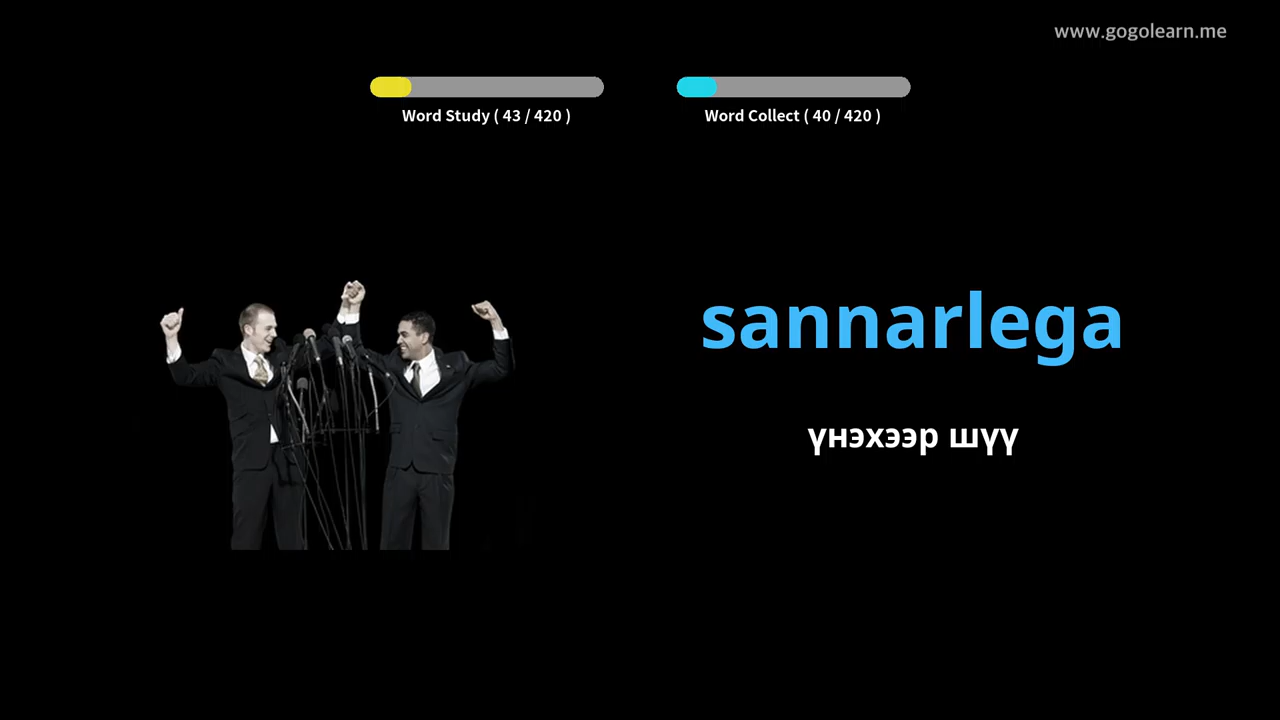 www.gogolearn.me
Word Study ( 43 / 420 )
Word Collect ( 40 / 420 )
sannarlega
үнэхээр шүү